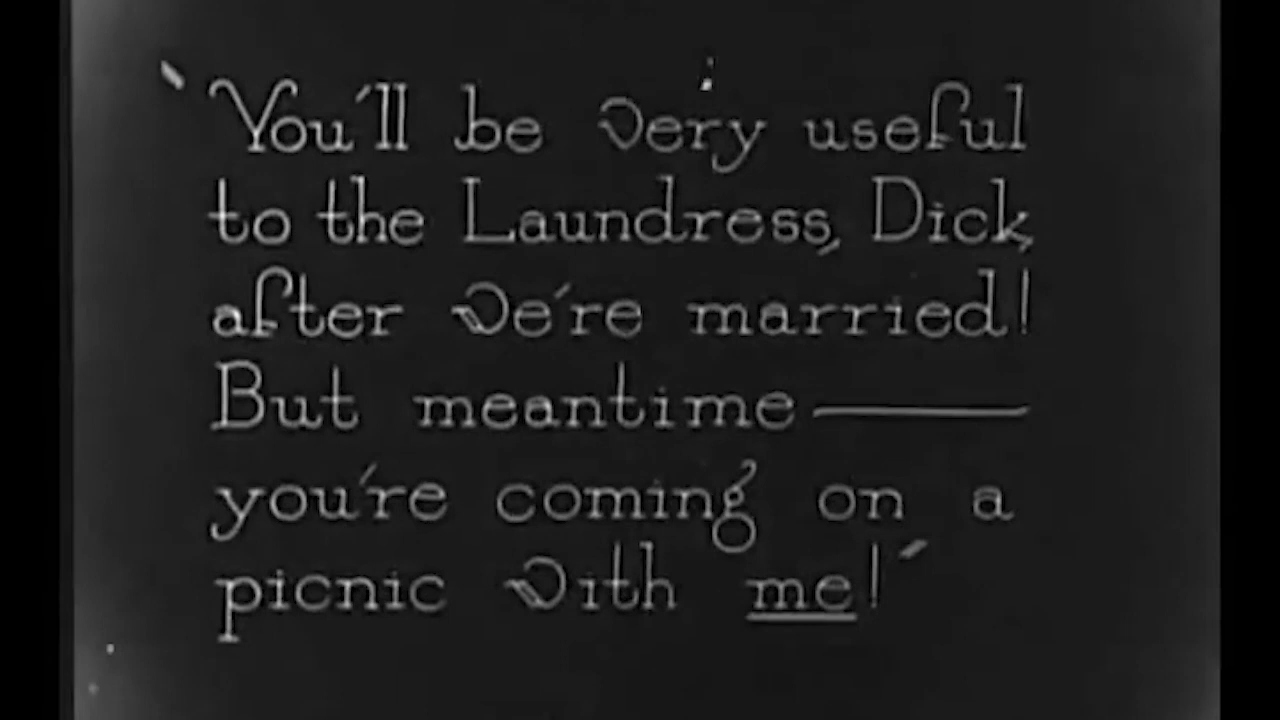 'You'll be very useful
to the Laundress, Dick,
after we're married!
But meantime —
you're coming on a
picnic with me!'